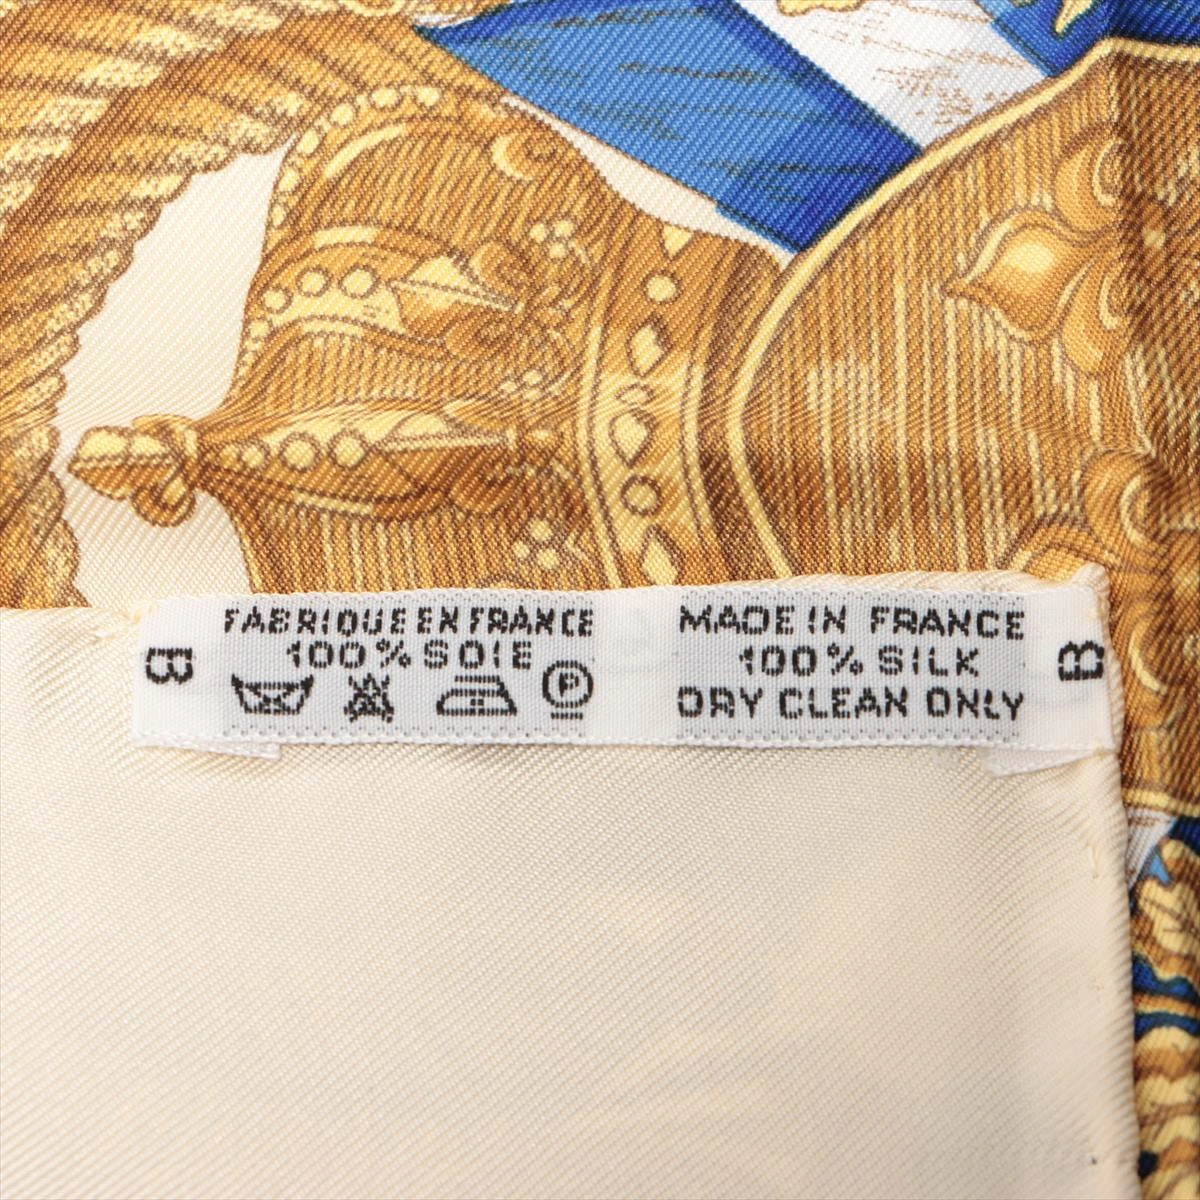 B
FABRIQUE EN FRANCE
100% SOIE
P
MADE IN FRANCE
100% SILK
DRY CLEAN ONLY
B